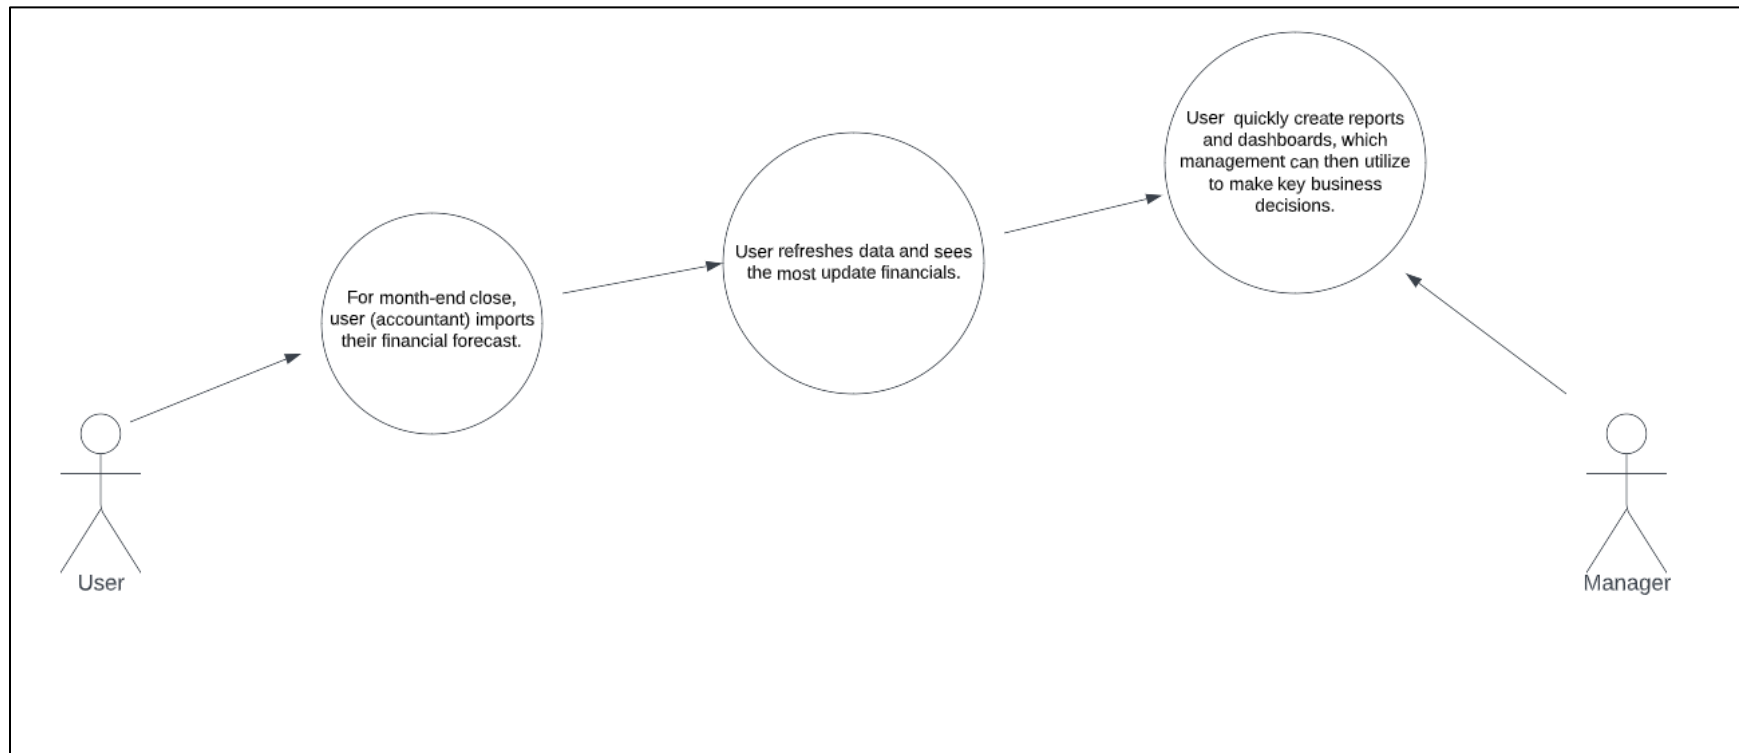 For month-end close,
user (accountant) imports
their financial forecast.
User refreshes data and sees
the most update financials.
User quickly create reports
and dashboards, which
management can then utilize
to make key business
decisions.
User
Manager